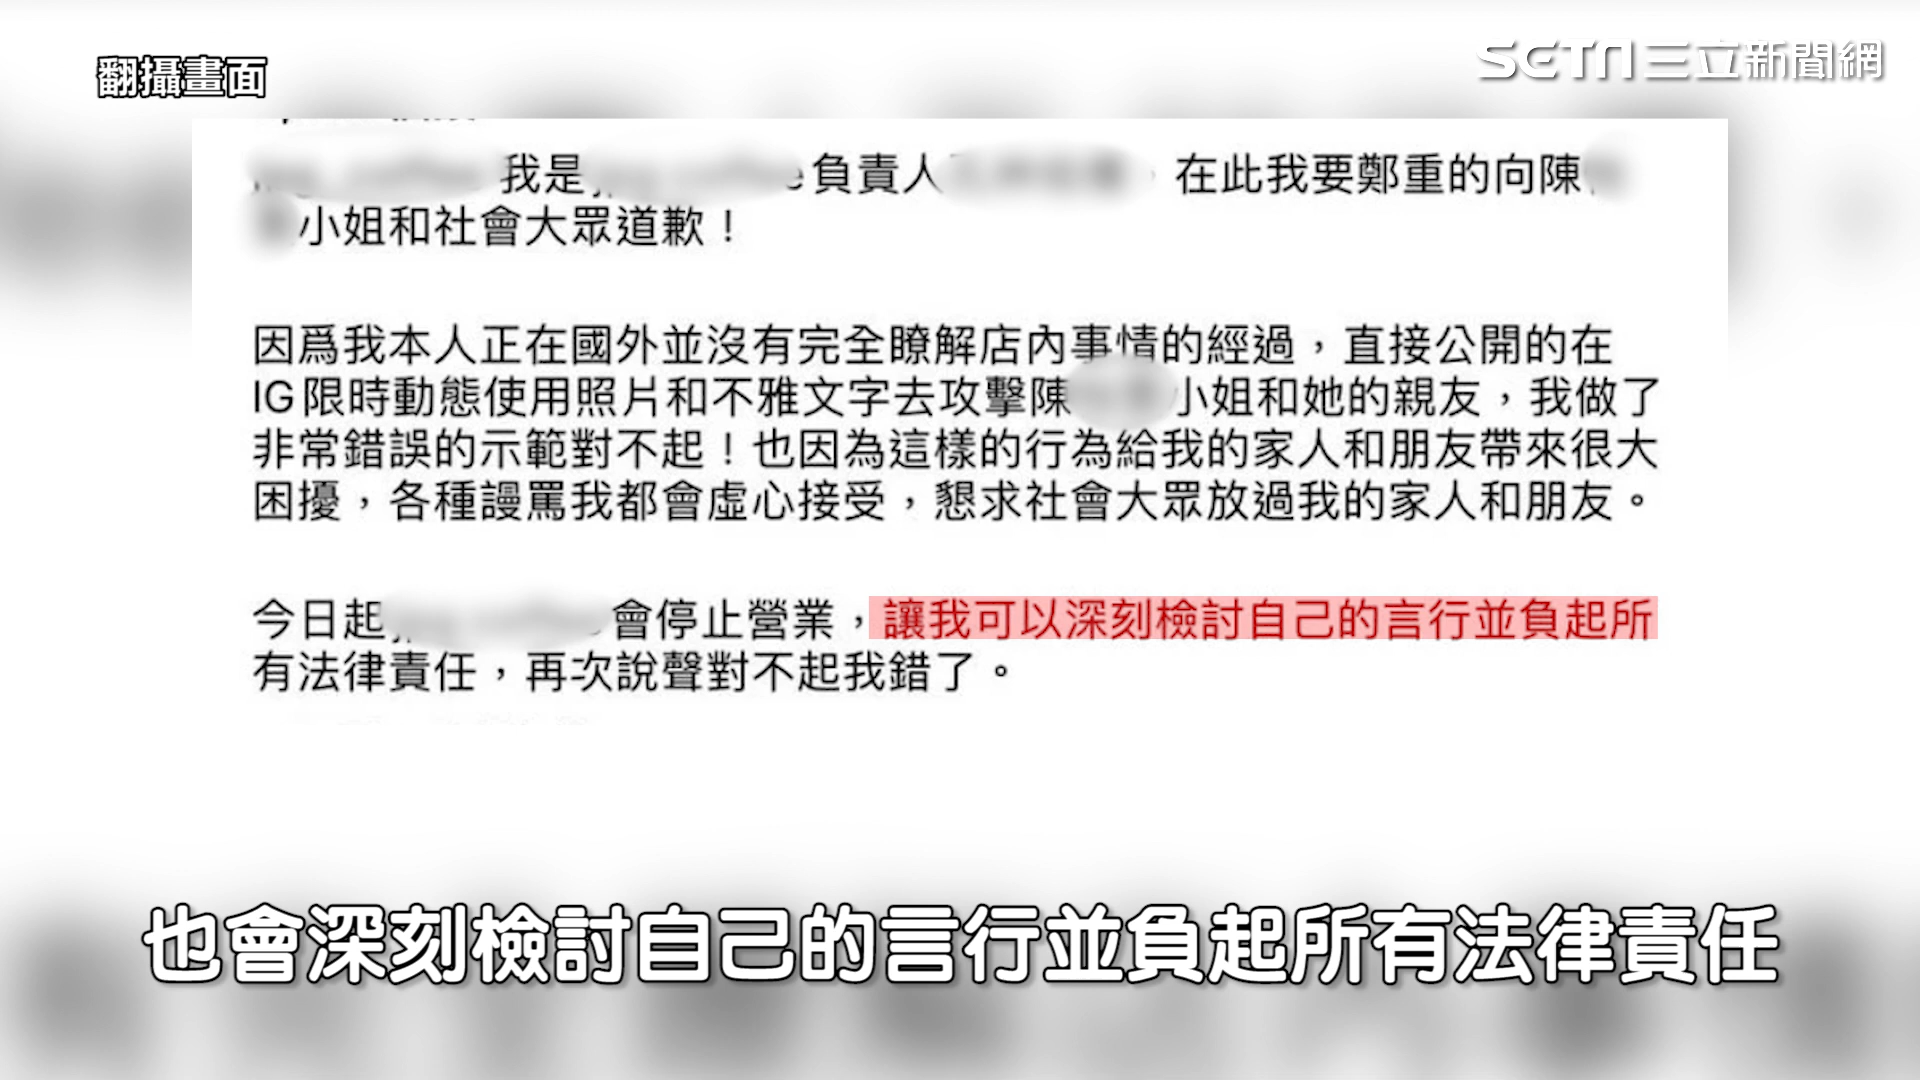 翻攝畫面
SETN三立新聞網
我是 負責人 ，在此我要鄭重的向陳
小姐和社會大眾道歉！
因爲我本人正在國外並沒有完全瞭解店內事情的經過，直接公開的在
IG限時動態使用照片和不雅文字去攻擊陳 小姐和她的親友，我做了
非常錯誤的示範對不起！也因為這樣的行為給我的家人和朋友帶來很大
困擾，各種謾罵我都會虛心接受，懇求社會大眾放過我的家人和朋友。
今日起 會停止營業，讓我可以深刻檢討自己的言行並負起所
有法律責任，再次說聲對不起我錯了。
也會深刻檢討自己的言行並負起所有法律責任